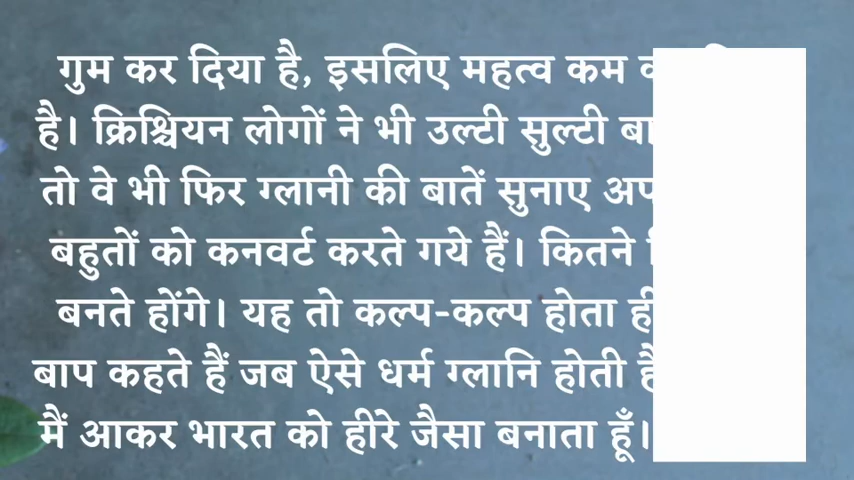 गुम कर दिया है, इसलिए महत्व कम
है। क्रिश्चियन लोगों ने भी उल्टी सुल्टी
तो वे भी फिर ग्लानी की बातें सुनाए
बहुतों को कनवर्ट करते गये हैं। कितने
बनते होंगे। यह तो कल्प-कल्प होता
बाप कहते हैं जब ऐसे धर्म ग्लानि होती
मैं आकर भारत को हीरे जैसा बनाता हूँ।